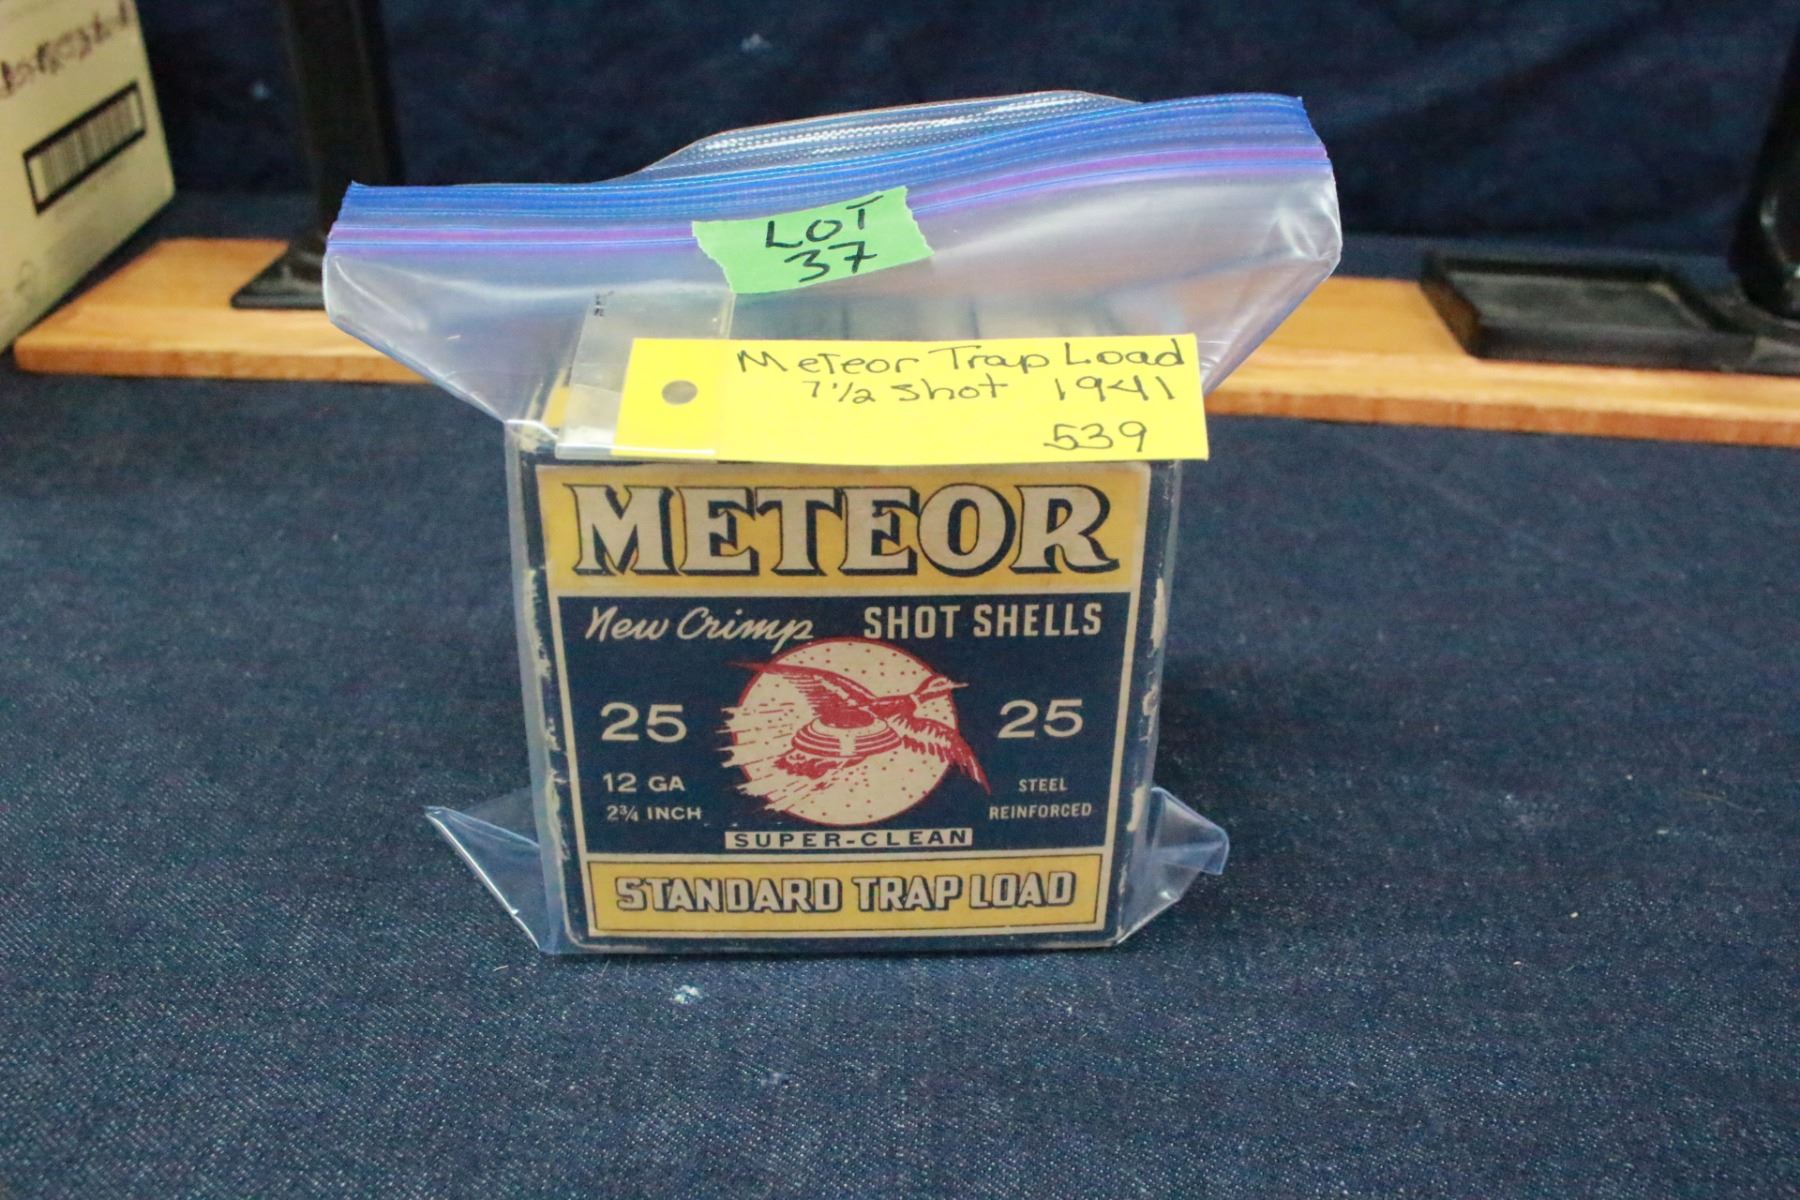 LOT
37
Meteor Trap Load
7 1/2 Shot 1941
539
METEOR
New Crimp SHOT SHELLS
25 25
12 GA STEEL
2¾ INCH REINFORCED
SUPER-CLEAN
STANDARD TRAP LOAD